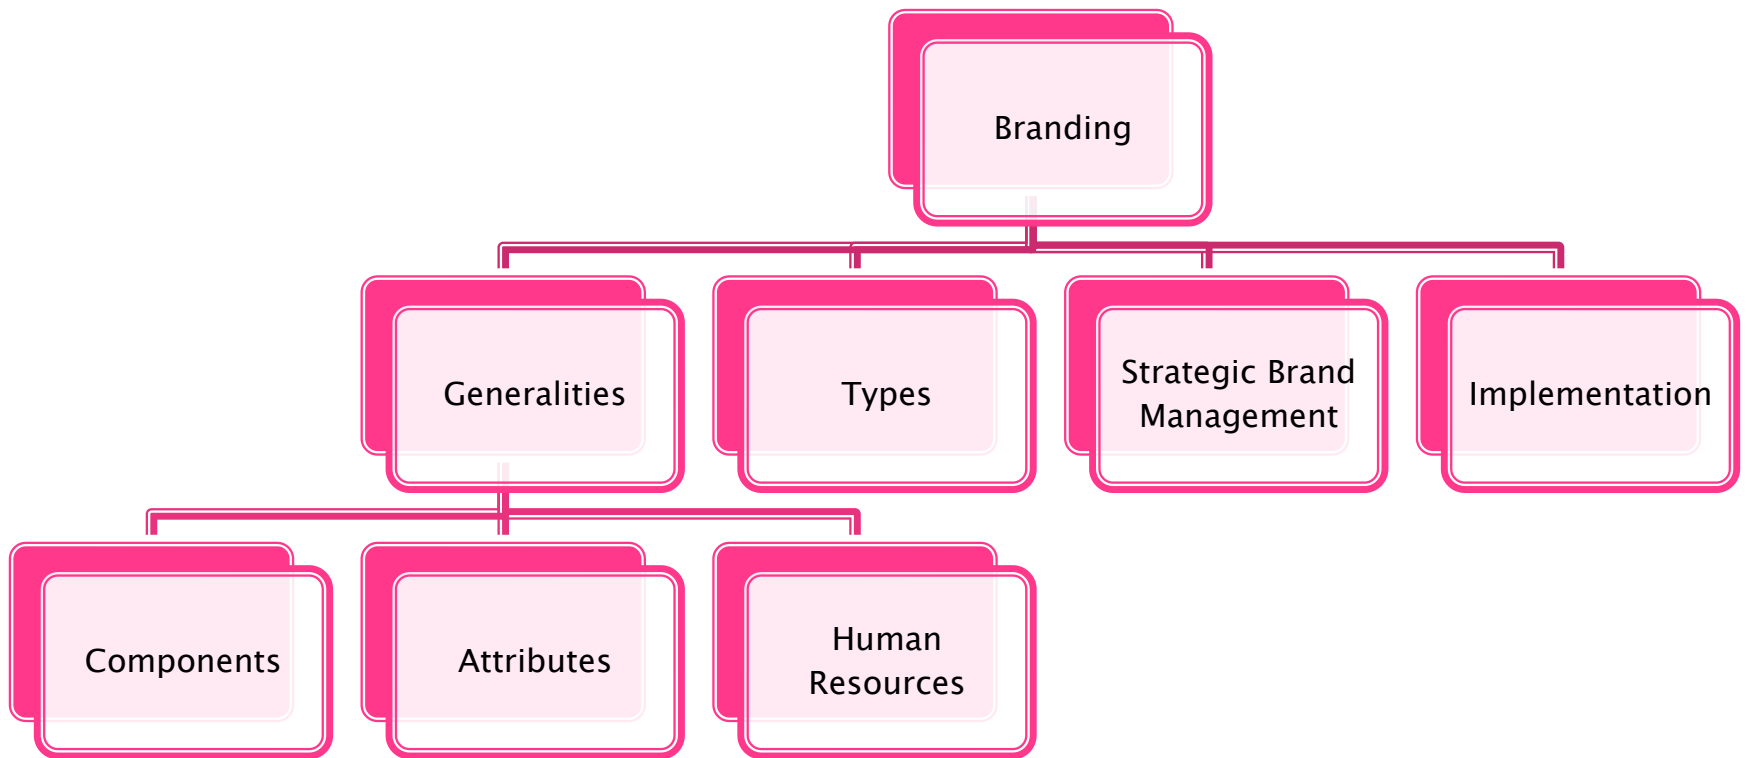 Branding
Generalities
Types
Strategic Brand
Management
Implementation
Components
Attributes
Human
Resources